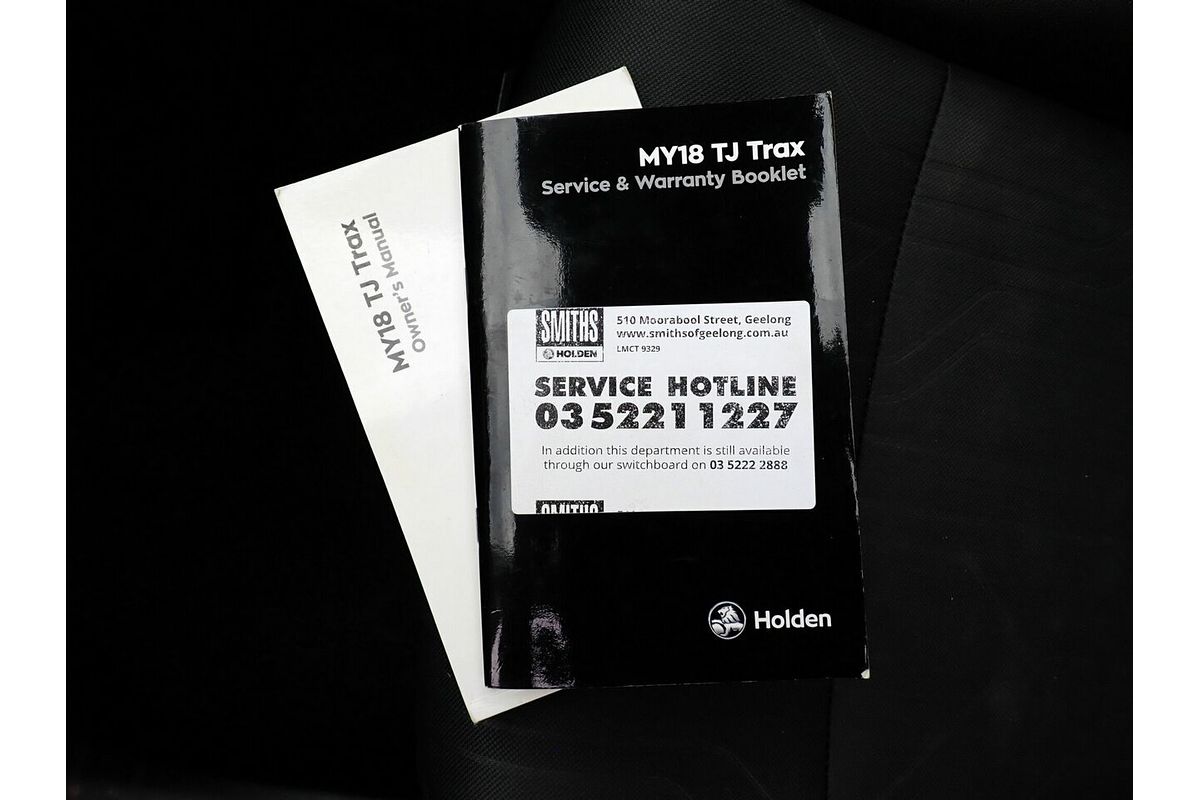 MY18 TJ Trax
Owner's Manual
MY18 TJ Trax
Service & Warranty Booklet
SMITHS
HOLDEN
510 Moorabool Street, Geelong
www.smithsofgeelong.com.au
LMCT 9329
SERVICE HOTLINE
03 5221 1227
In addition this department is still available
through our switchboard on 03 5222 2888
SMITHS
Holden